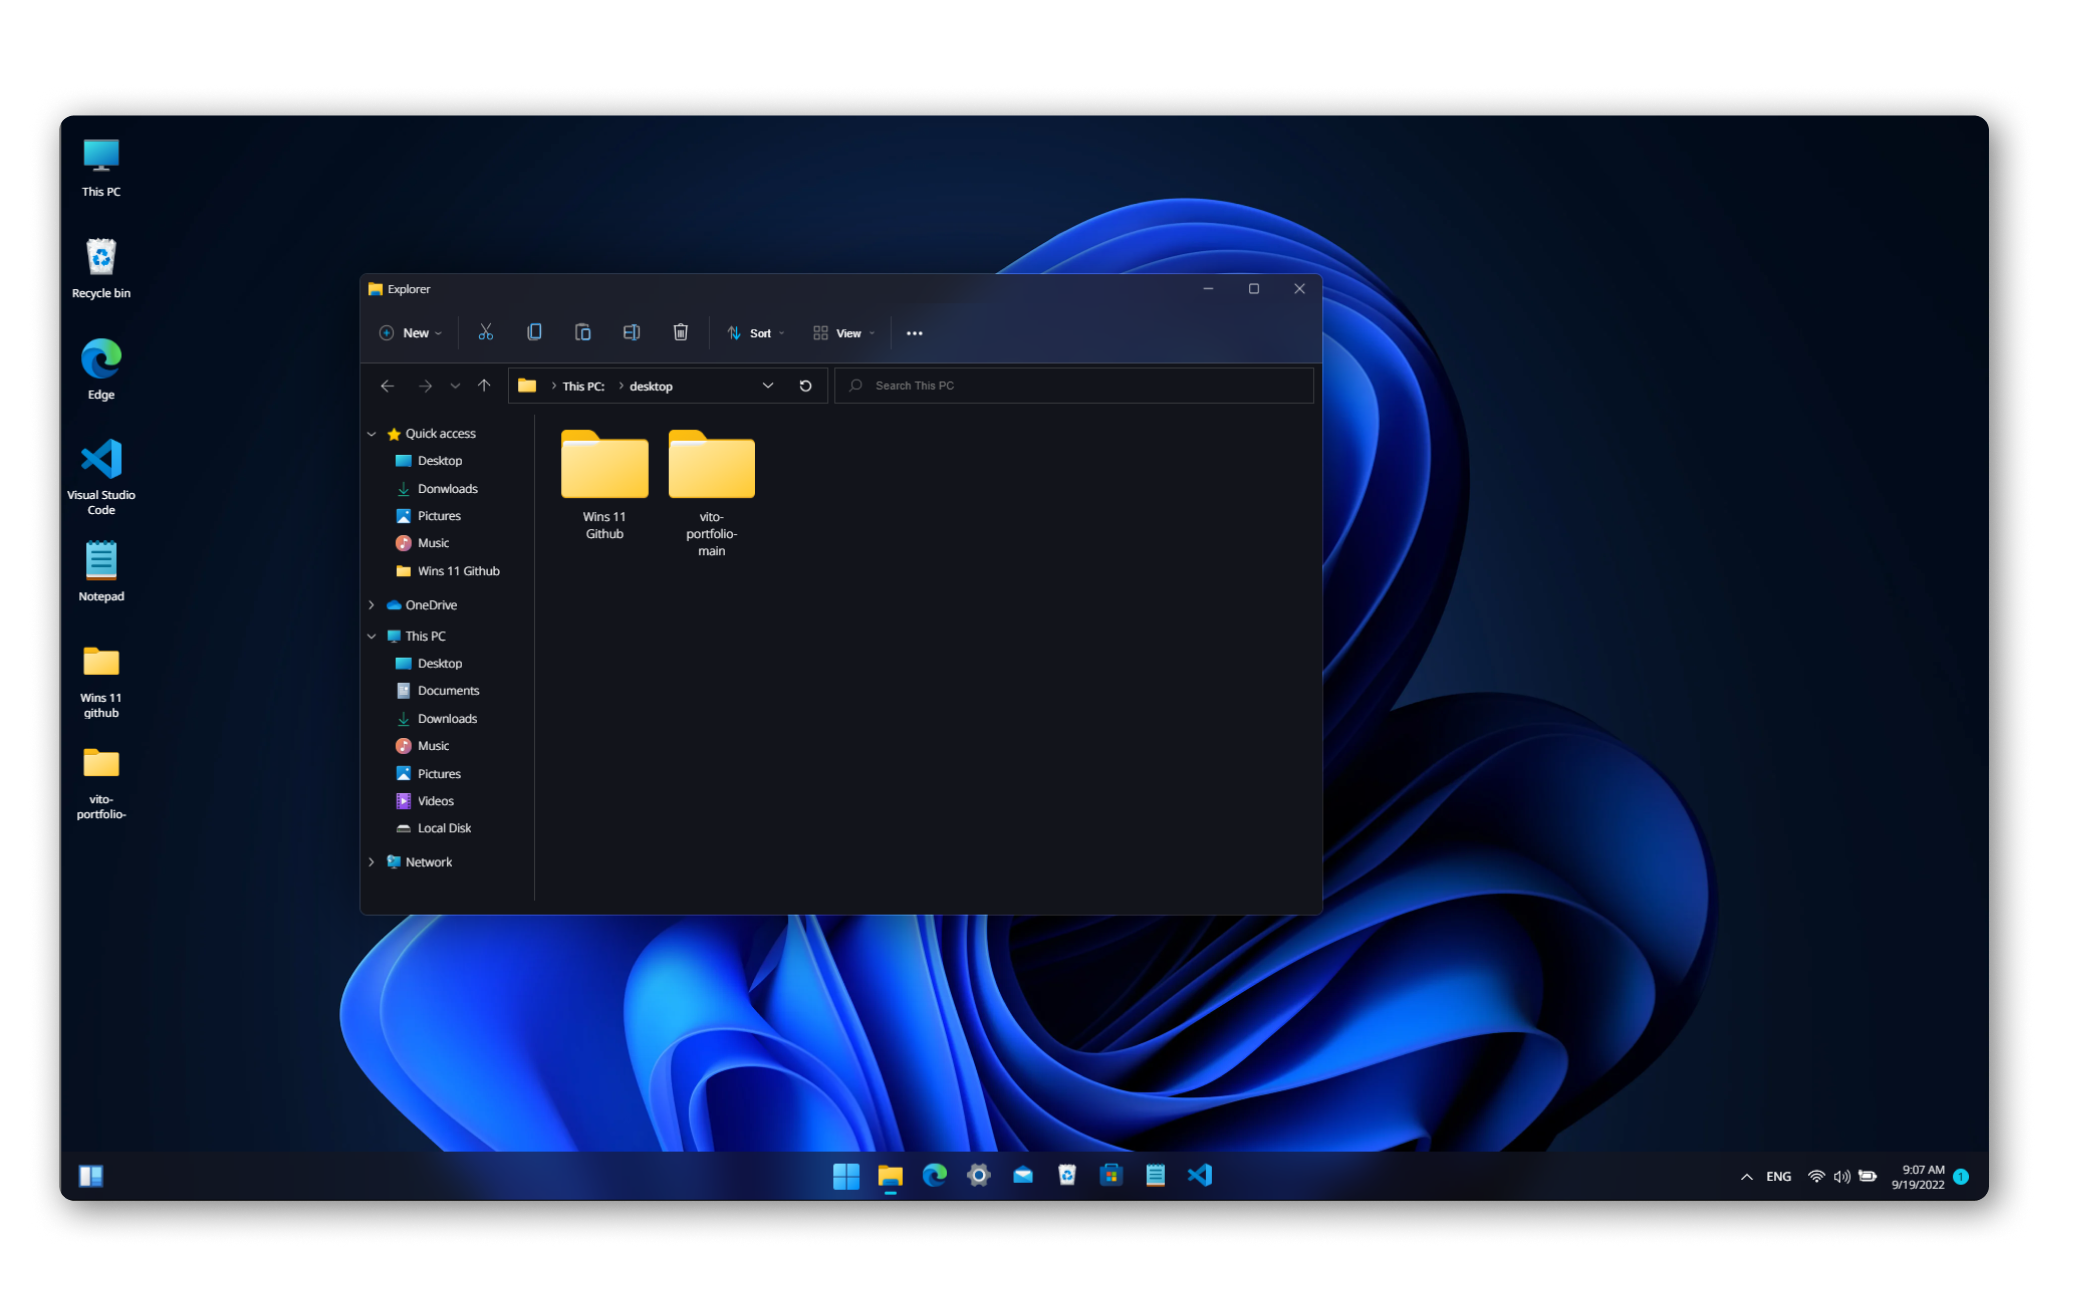 This PC
Recycle bin
Edge
Visual Studio
Code
Notepad
Wins 11
github
vito-
portfolio-
Explorer
New
Sort
View
This PC:
desktop
Search This PC
Quick access
Desktop
Donwloads
Pictures
Music
Wins 11 Github
OneDrive
This PC
Desktop
Documents
Downloads
Music
Pictures
Videos
Local Disk
Network
Wins 11
Github
vito-
portfolio-
main
ENG
9:07 AM
9/19/2022
1